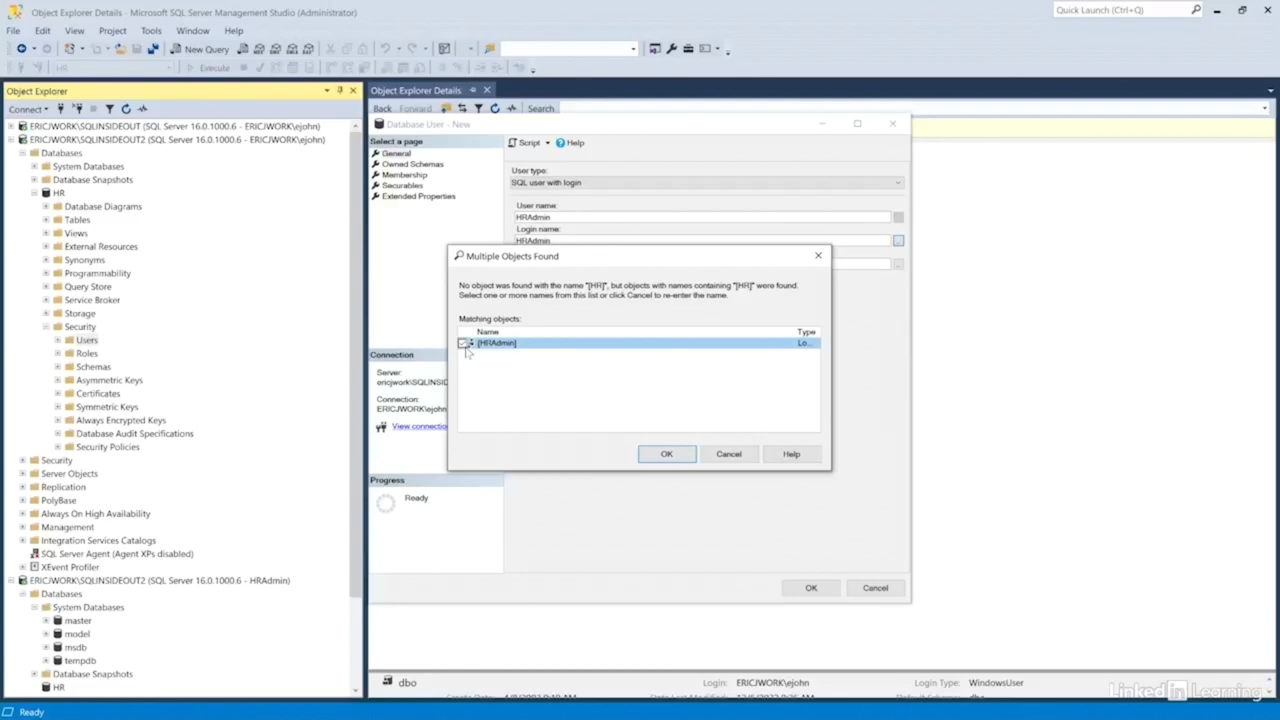 Object Explorer Details - Microsoft SQL Server Management Studio (Administrator)
Quick Launch (Ctrl+Q)
File Edit View Project Tools Window Help
New Query
HR
Execute
Object Explorer
Connect
ERICJWORK\SQLINSIDEOUT (SQL Server 16.0.1000.6 - ERICJWORK\ejohn)
ERICJWORK\SQLINSIDEOUT2 (SQL Server 16.0.1000.6 - ERICJWORK\ejohn)
Databases
System Databases
Database Snapshots
HR
Database Diagrams
Tables
Views
External Resources
Synonyms
Programmability
Query Store
Service Broker
Storage
Security
Users
Roles
Schemas
Asymmetric Keys
Certificates
Symmetric Keys
Always Encrypted Keys
Database Audit Specifications
Security Policies
Security
Server Objects
Replication
PolyBase
Always On High Availability
Management
Integration Services Catalogs
SQL Server Agent (Agent XPs disabled)
XEvent Profiler
ERICJWORK\SQLINSIDEOUT2 (SQL Server 16.0.1000.6 - HRAdmin)
Databases
System Databases
master
model
msdb
tempdb
Database Snapshots
HR
Object Explorer Details
Back Forward Search
Database User - New
Select a page
General
Owned Schemas
Membership
Securables
Extended Properties
Script Help
User type:
SQL user with login
User name:
HRAdmin
Login name:
HRAdmin
Multiple Objects Found
No object was found with the name "[HR]", but objects with names containing "[HR]" were found.
Select one or more names from this list or click Cancel to re-enter the name.
Matching objects:
Name Type
[HRAdmin] Lo...
OK Cancel Help
Connection
Server:
ericjwork\SQLINSID
Connection:
ERICJWORK\ejohn
View connectio
Progress
Ready
OK Cancel
dbo
Login: ERICJWORK\ejohn
Login Type: WindowsUser
LinkedIn Learning
Ready